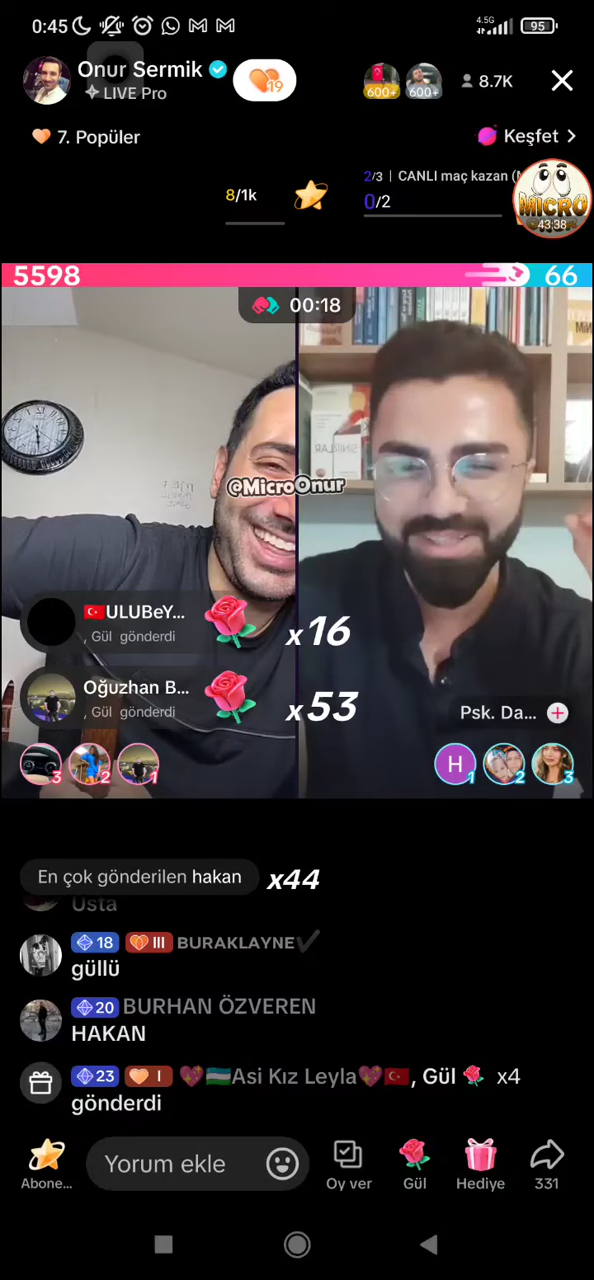 0:45
4.5G
95
Onur Sermik
LIVE Pro
19
600+
600+
8.7K
7. Popüler
Keşfet
8/1k
2/3 | CANLI maç kazan (
0/2
MICRO
43:38
5598
66
00:18
@MicroOnur
ULUBeY...
, Gül gönderdi
x16
Oğuzhan B...
, Gül gönderdi
x53
Psk. Da...
3
2
1
H
1
2
3
En çok gönderilen hakan
x44
Usta
18
III
BURAKLAYNE
güllü
20
BURHAN ÖZVEREN
HAKAN
23
I
Asi Kız Leyla, Gül x4
gönderdi
Abone...
Yorum ekle
Oy ver
Gül
Hediye
331